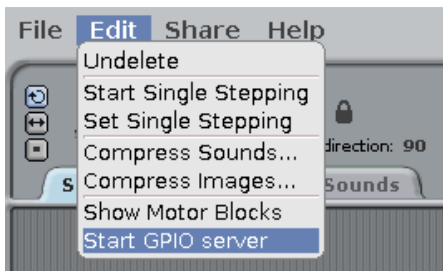 File Edit Share Help
Undelete
Start Single Stepping
Set Single Stepping
Compress Sounds...
direction: 90
Compress Images...
S
Sounds
Show Motor Blocks
Start GPIO server